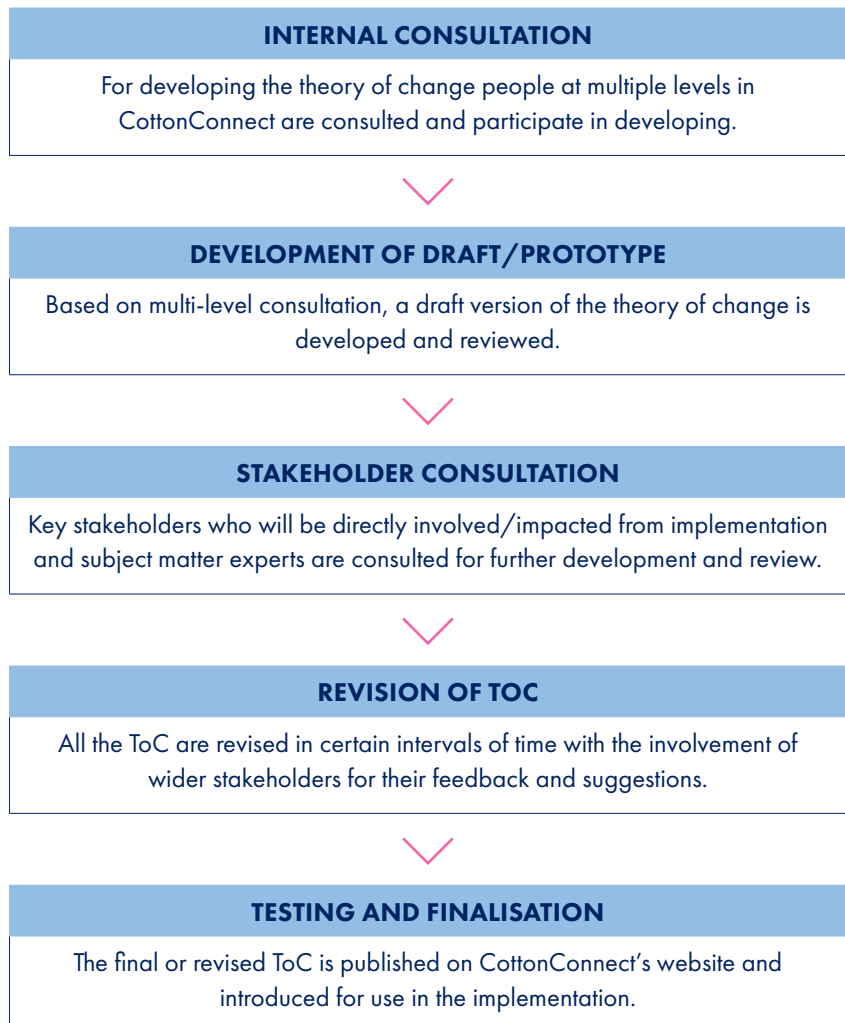 INTERNAL CONSULTATION
For developing the theory of change people at multiple levels in
CottonConnect are consulted and participate in developing.
DEVELOPMENT OF DRAFT/PROTOTYPE
Based on multi-level consultation, a draft version of the theory of change is
developed and reviewed.
STAKEHOLDER CONSULTATION
Key stakeholders who will be directly involved/impacted from implementation
and subject matter experts are consulted for further development and review.
REVISION OF TOC
All the ToC are revised in certain intervals of time with the involvement of
wider stakeholders for their feedback and suggestions.
TESTING AND FINALISATION
The final or revised ToC is published on CottonConnect’s website and
introduced for use in the implementation.